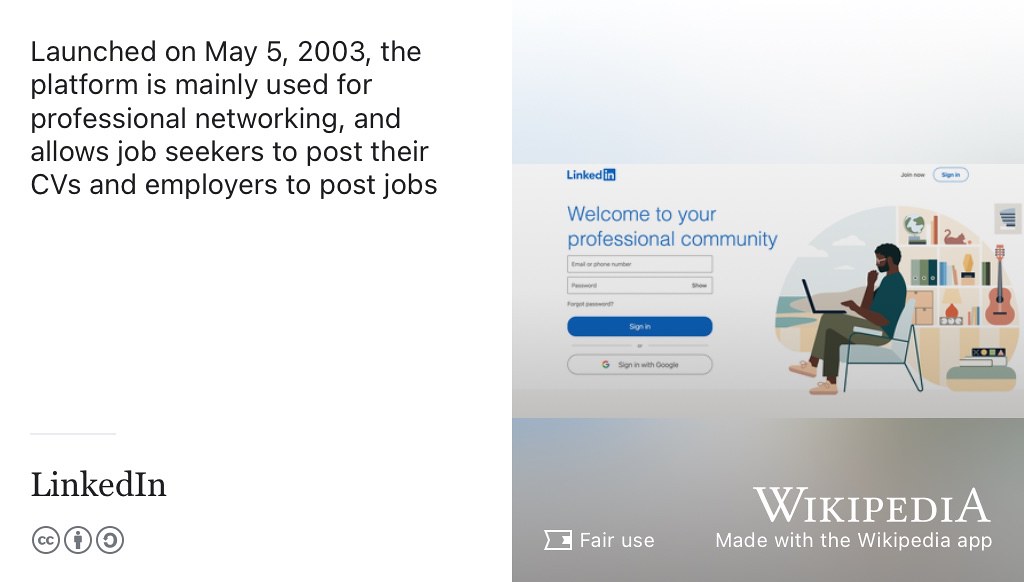 Launched on May 5, 2003, the
platform is mainly used for
professional networking, and
allows job seekers to post their
CVs and employers to post jobs
LinkedIn
cc
LinkedIn
Join now
Sign in
Welcome to your
professional community
Email or phone number
Password
Show
Forgot password?
Sign in
or
G Sign in with Google
WIKIPEDIA
Fair use
Made with the Wikipedia app